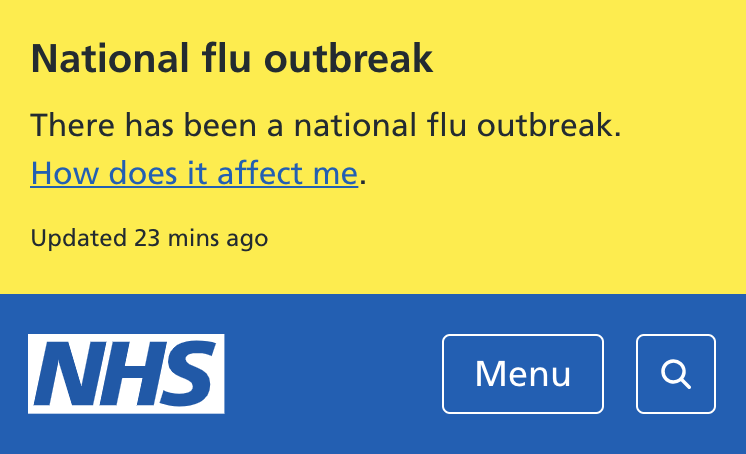 National flu outbreak
There has been a national flu outbreak.
How does it affect me.
Updated 23 mins ago
NHS
Menu